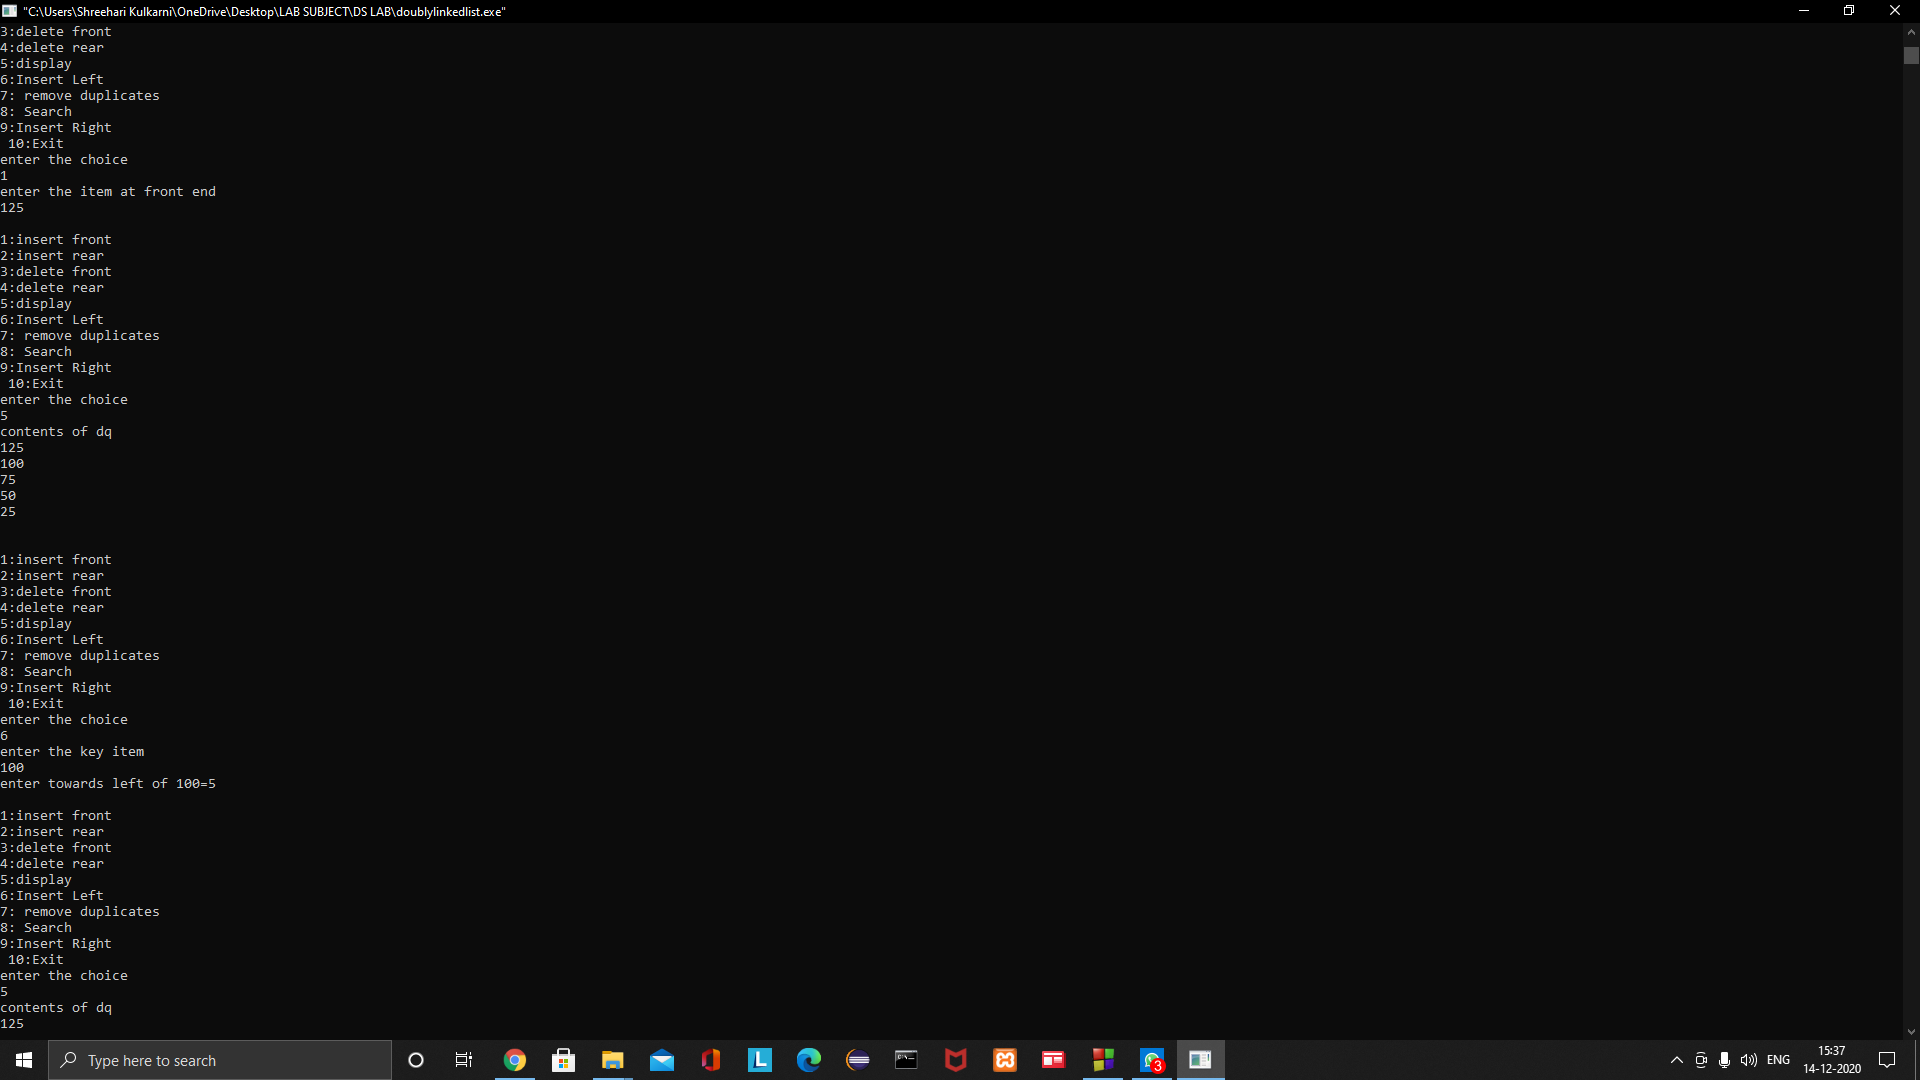 "C:\Users\Shreehari Kulkarni\OneDrive\Desktop\LAB SUBJECT\DS LAB\doublylinkedlist.exe"
3:delete front
4:delete rear
5:display
6:Insert Left
7: remove duplicates
8: Search
9:Insert Right
 10:Exit
enter the choice
1
enter the item at front end
125
1:insert front
2:insert rear
3:delete front
4:delete rear
5:display
6:Insert Left
7: remove duplicates
8: Search
9:Insert Right
 10:Exit
enter the choice
5
contents of dq
125
100
75
50
25
1:insert front
2:insert rear
3:delete front
4:delete rear
5:display
6:Insert Left
7: remove duplicates
8: Search
9:Insert Right
 10:Exit
enter the choice
6
enter the key item
100
enter towards left of 100=5
1:insert front
2:insert rear
3:delete front
4:delete rear
5:display
6:Insert Left
7: remove duplicates
8: Search
9:Insert Right
 10:Exit
enter the choice
5
contents of dq
125
Type here to search
L
3
ENG
15:37
14-12-2020